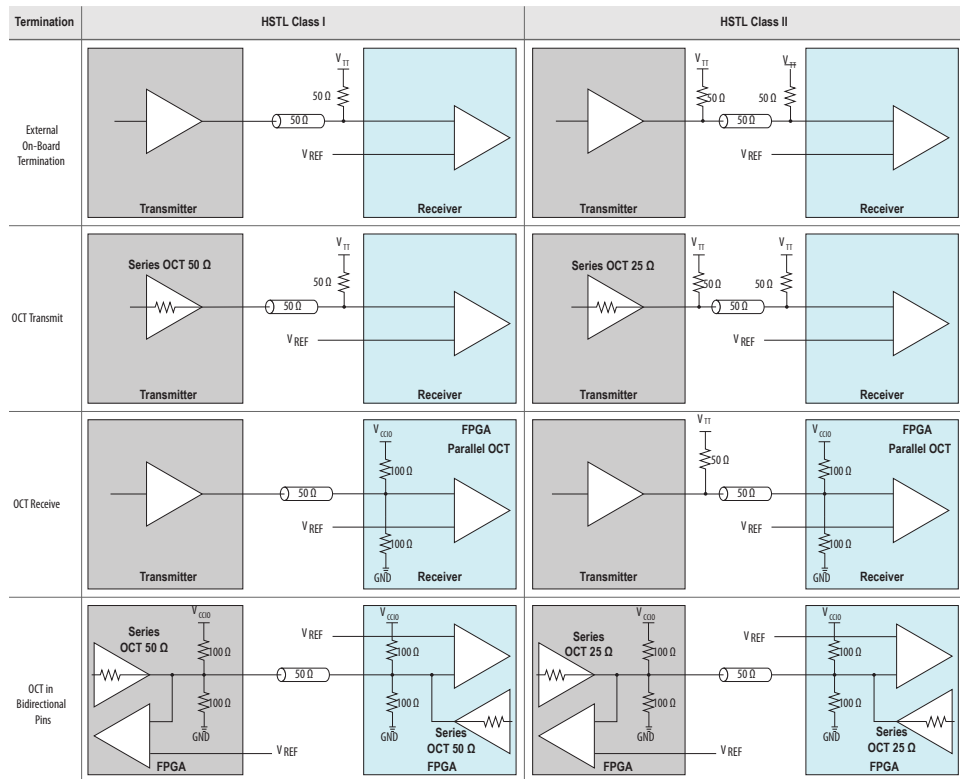 Termination HSTL Class I HSTL Class II
External
On-Board
Termination
V TT
50 Ω
50 Ω
V REF
Transmitter
Receiver
V TT
V TT
50 Ω
50 Ω
50 Ω
V REF
Transmitter
Receiver
OCT Transmit
Series OCT 50 Ω
V TT
50 Ω
50 Ω
V REF
Transmitter
Receiver
Series OCT 25 Ω
V TT
V TT
50 Ω
50 Ω
50 Ω
V REF
Transmitter
Receiver
OCT Receive
V CCIO
FPGA
Parallel OCT
100 Ω
50 Ω
V REF
100 Ω
GND
Transmitter
Receiver
V TT
50 Ω
V CCIO
FPGA
Parallel OCT
100 Ω
50 Ω
V REF
100 Ω
GND
Transmitter
Receiver
OCT in
Bidirectional
Pins
Series
OCT 50 Ω
V CCIO
100 Ω
100 Ω
GND
V REF
50 Ω
V CCIO
100 Ω
100 Ω
GND
Series
OCT 50 Ω
V REF
FPGA
FPGA
Series
OCT 25 Ω
V CCIO
100 Ω
100 Ω
GND
V REF
50 Ω
V CCIO
100 Ω
100 Ω
GND
Series
OCT 25 Ω
V REF
FPGA
FPGA